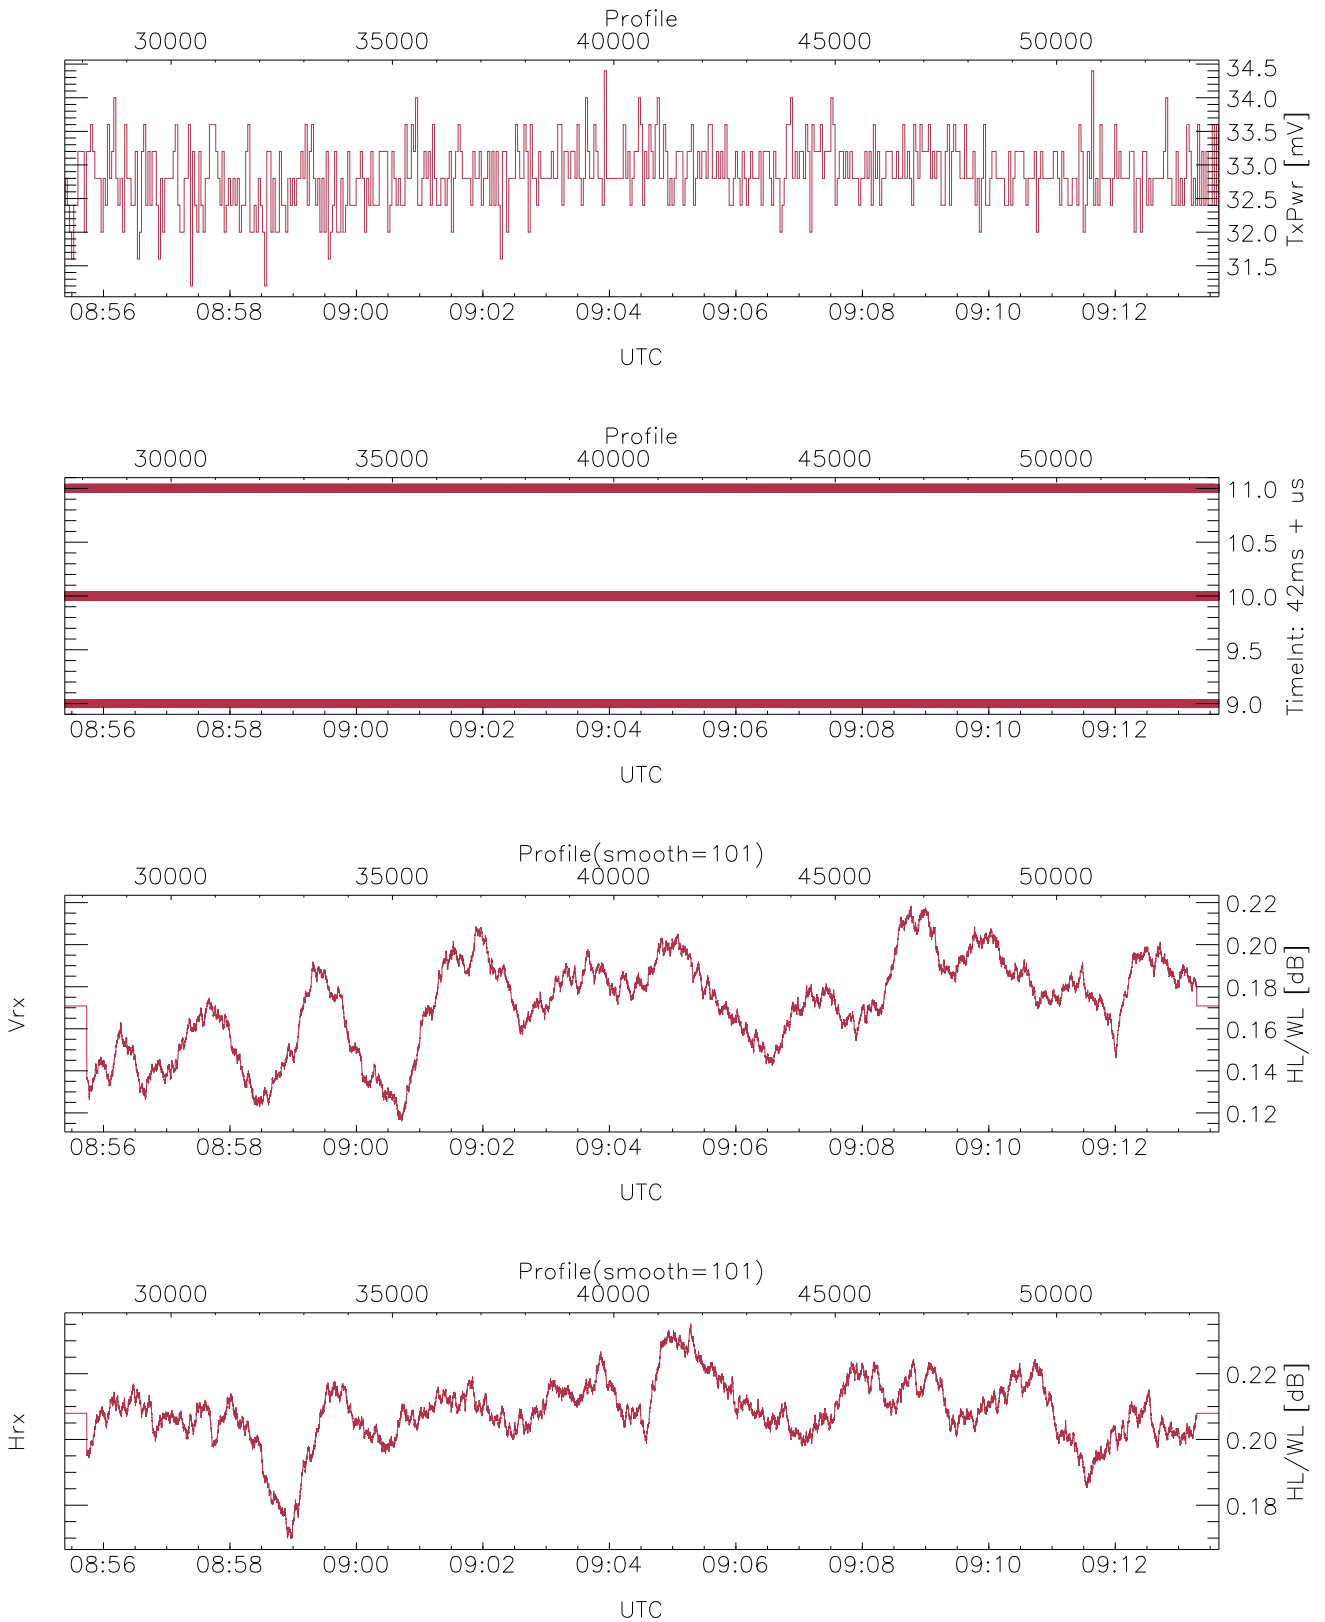 Profile
30000 35000 40000 45000 50000
34.5
34.0
33.5
33.0
32.5
32.0
31.5
TxPwr [mV]
08:56 08:58 09:00 09:02 09:04 09:06 09:08 09:10 09:12
UTC
Profile
30000 35000 40000 45000 50000
11.0
10.5
10.0
9.5
9.0
TimeInt: 42ms + us
08:56 08:58 09:00 09:02 09:04 09:06 09:08 09:10 09:12
UTC
Profile(smooth=101)
30000 35000 40000 45000 50000
Vrx
0.22
0.20
0.18
0.16
0.14
0.12
HL/WL [dB]
08:56 08:58 09:00 09:02 09:04 09:06 09:08 09:10 09:12
UTC
Profile(smooth=101)
30000 35000 40000 45000 50000
Hrx
0.22
0.20
0.18
HL/WL [dB]
08:56 08:58 09:00 09:02 09:04 09:06 09:08 09:10 09:12
UTC